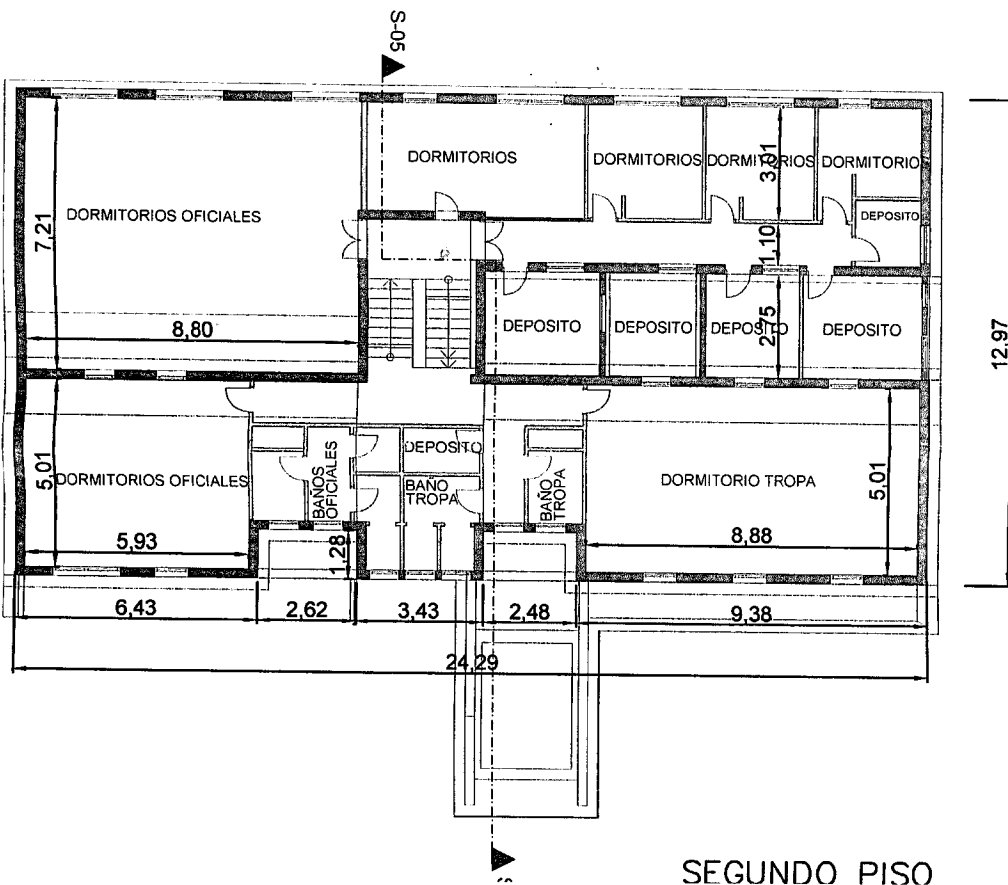 S-05
DORMITORIOS
DORMITORIOS
DORMITORIOS
DORMITORIOS
3,01
DORMITORIOS OFICIALES
7,21
DEPOSITO
1,10
8,80
DEPOSITO
DEPOSITO
DEPOSITO
DEPOSITO
2,75
12,97
DORMITORIOS OFICIALES
5,01
BAÑOS
OFICIALES
DEPOSITO
BAÑO
TROPA
BAÑO
TROPA
DORMITORIO TROPA
5,01
5,93
1,28
8,88
6,43
2,62
3,43
2,48
9,38
24,29
SEGUNDO PISO